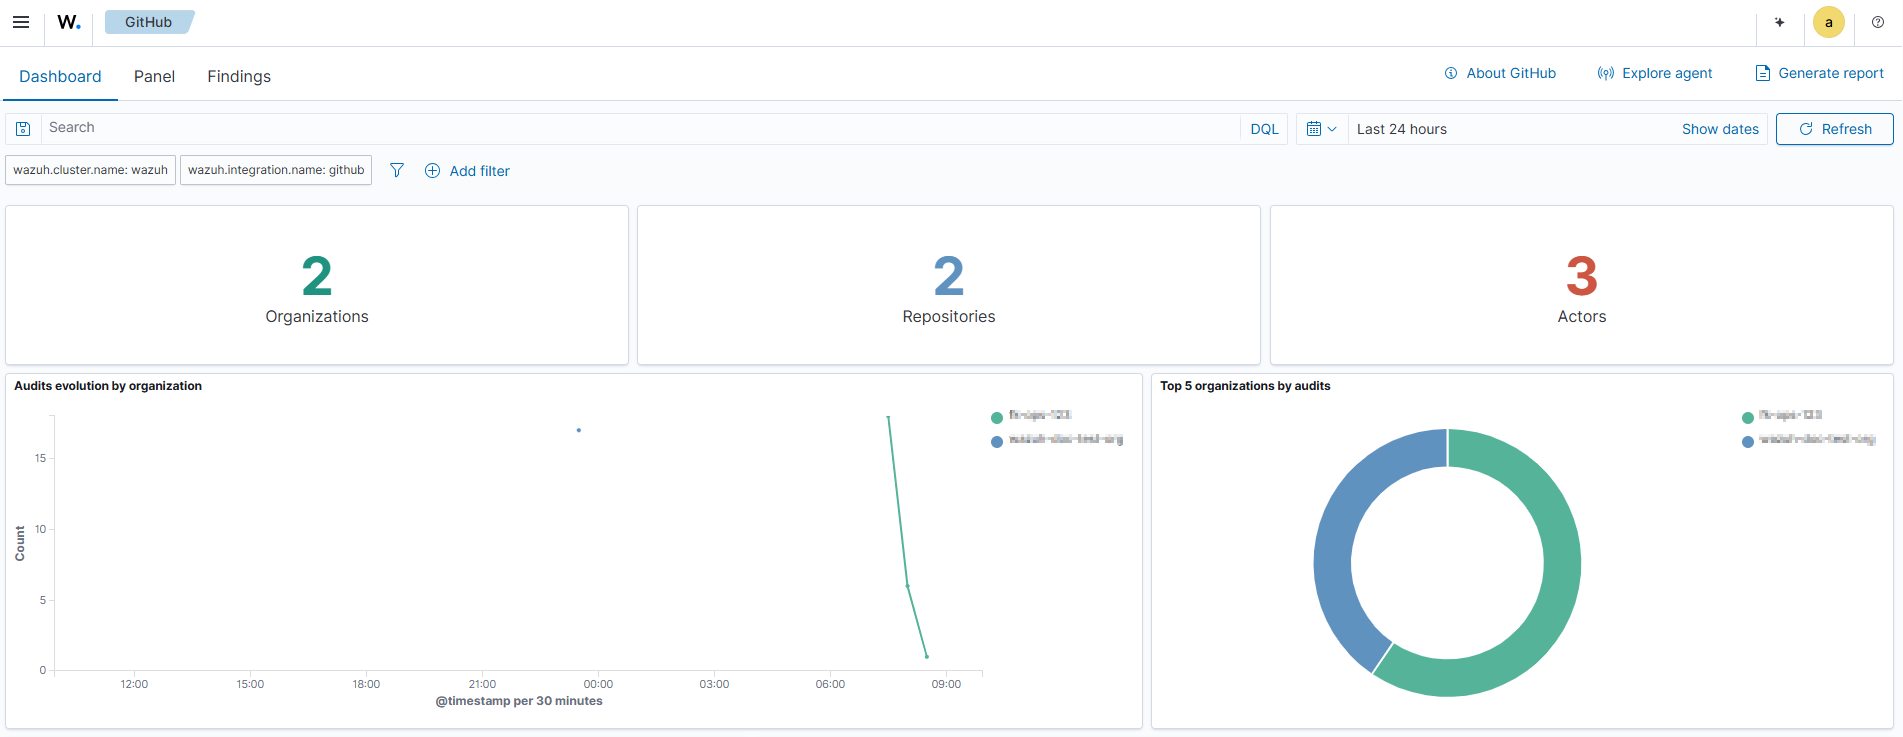 W. GitHub a
Dashboard Panel Findings About GitHub Explore agent Generate report
Search DQL Last 24 hours Show dates Refresh
wazuh.cluster.name: wazuh wazuh.integration.name: github Add filter
2 2 3
Organizations Repositories Actors
Audits evolution by organization
15
10
5
0
Count
12:00 15:00 18:00 21:00 00:00 03:00 06:00 09:00
@timestamp per 30 minutes
Top 5 organizations by audits